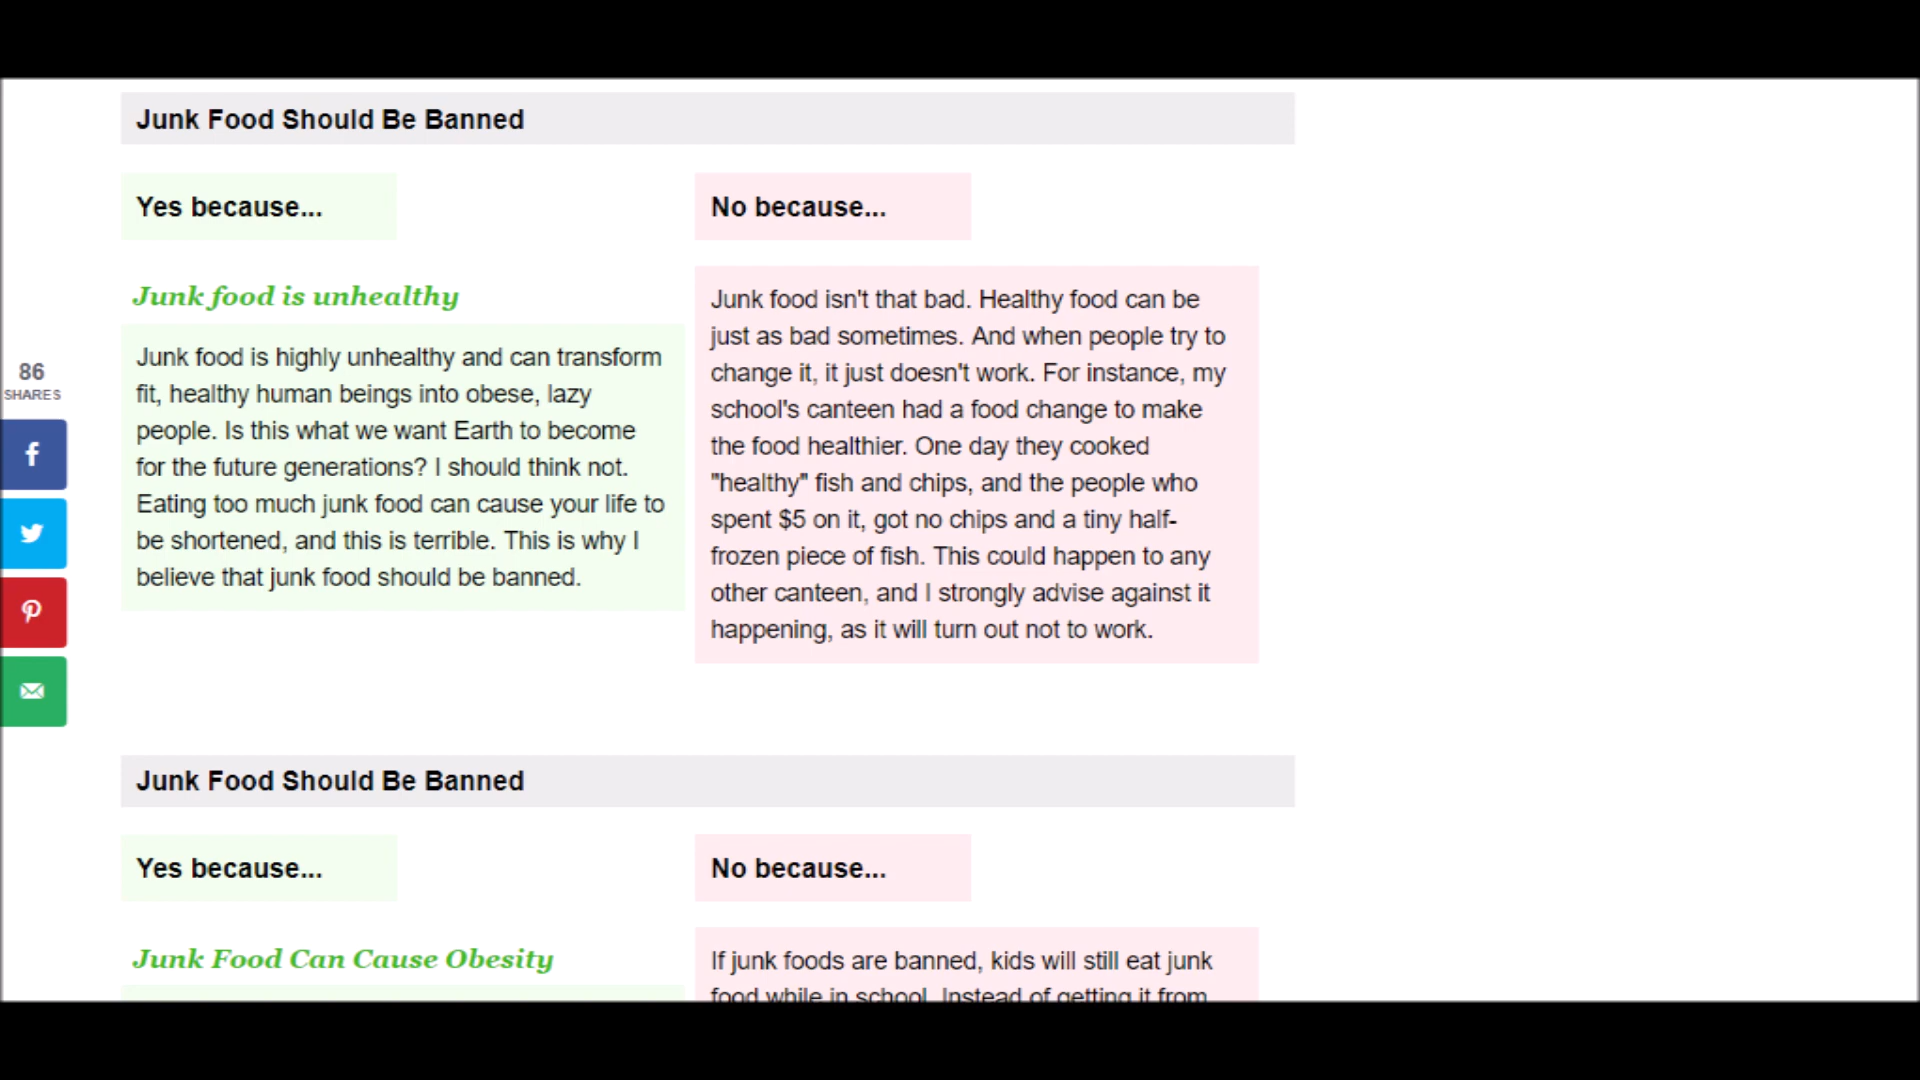 Junk Food Should Be Banned
Yes because...
Junk food is unhealthy
Junk food is highly unhealthy and can transform
fit, healthy human beings into obese, lazy
people. Is this what we want Earth to become
for the future generations? I should think not.
Eating too much junk food can cause your life to
be shortened, and this is terrible. This is why I
believe that junk food should be banned.
No because...
Junk food isn't that bad. Healthy food can be
just as bad sometimes. And when people try to
change it, it just doesn't work. For instance, my
school's canteen had a food change to make
the food healthier. One day they cooked
"healthy" fish and chips, and the people who
spent $5 on it, got no chips and a tiny half-
frozen piece of fish. This could happen to any
other canteen, and I strongly advise against it
happening, as it will turn out not to work.
86
SHARES
Junk Food Should Be Banned
Yes because...
Junk Food Can Cause Obesity
No because...
If junk foods are banned, kids will still eat junk
food while in school. Instead of getting it from